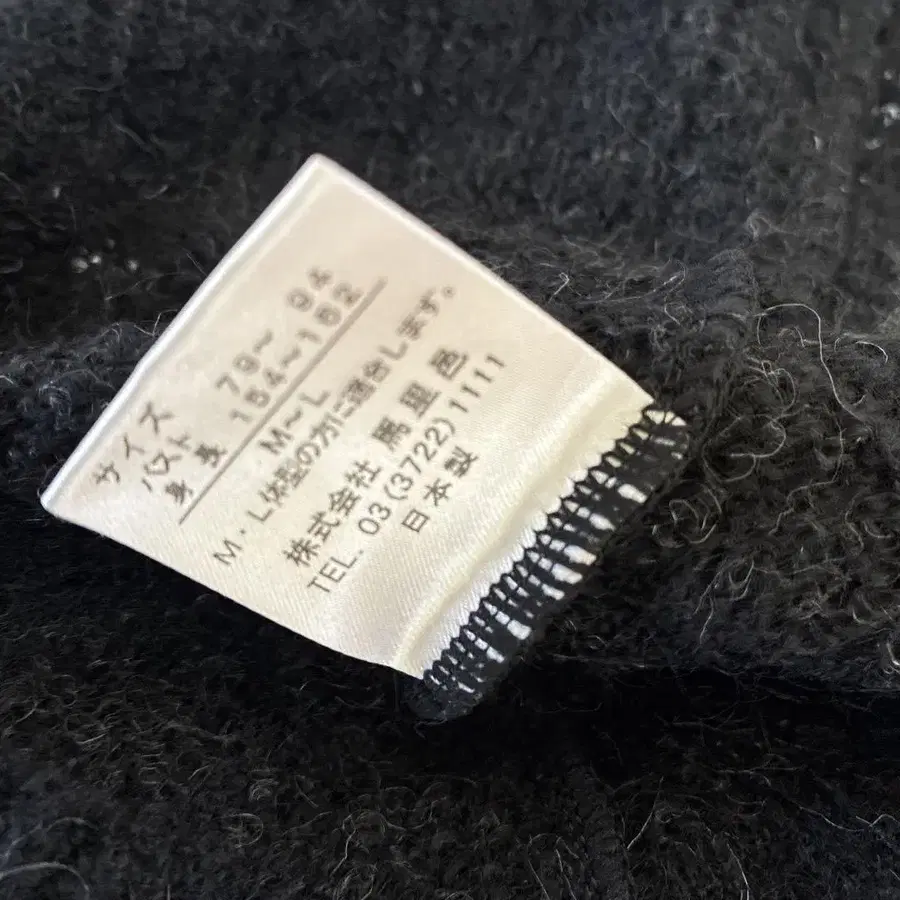 サイズ
バスト 79～ 94
身長 154～162
M～L
M・L体型の方に適合します。
株式会社 馬里邑
TEL. 03(3722)1111
日本製